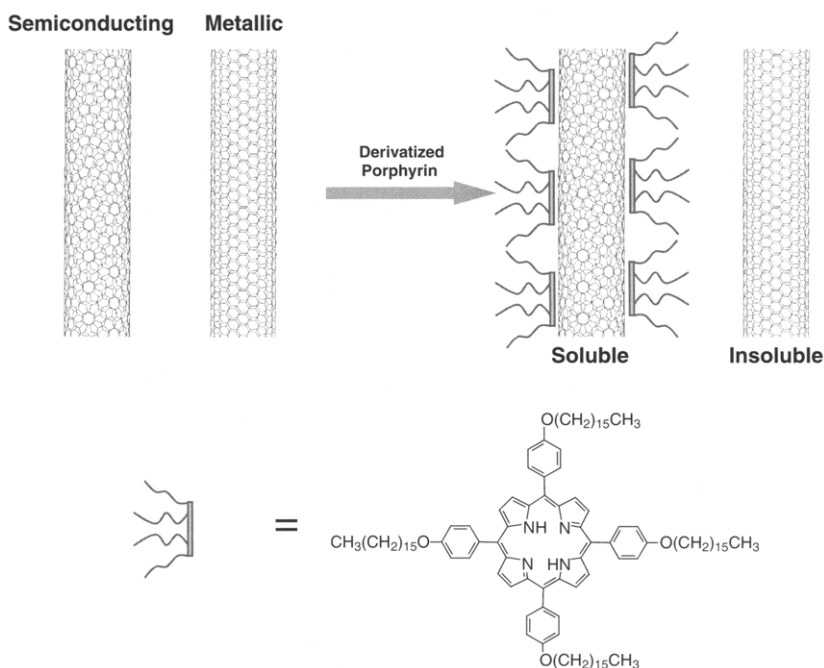 Semiconducting Metallic
Derivatized
Porphyrin
Soluble Insoluble
O(CH₂)₁₅CH₃
NH N
CH₃(CH₂)₁₅O = O(CH₂)₁₅CH₃
N HN
O(CH₂)₁₅CH₃